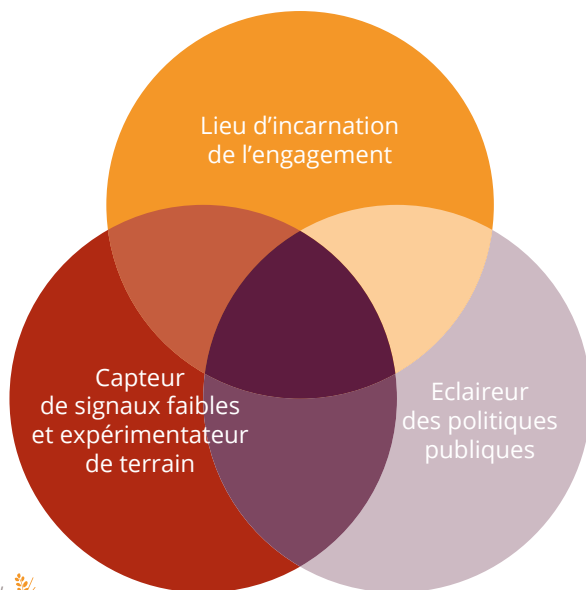 Lieu d'incarnation
de l'engagement
Capteur
de signaux faibles
et expérimentateur
de terrain
Eclaireur
des politiques
publiques